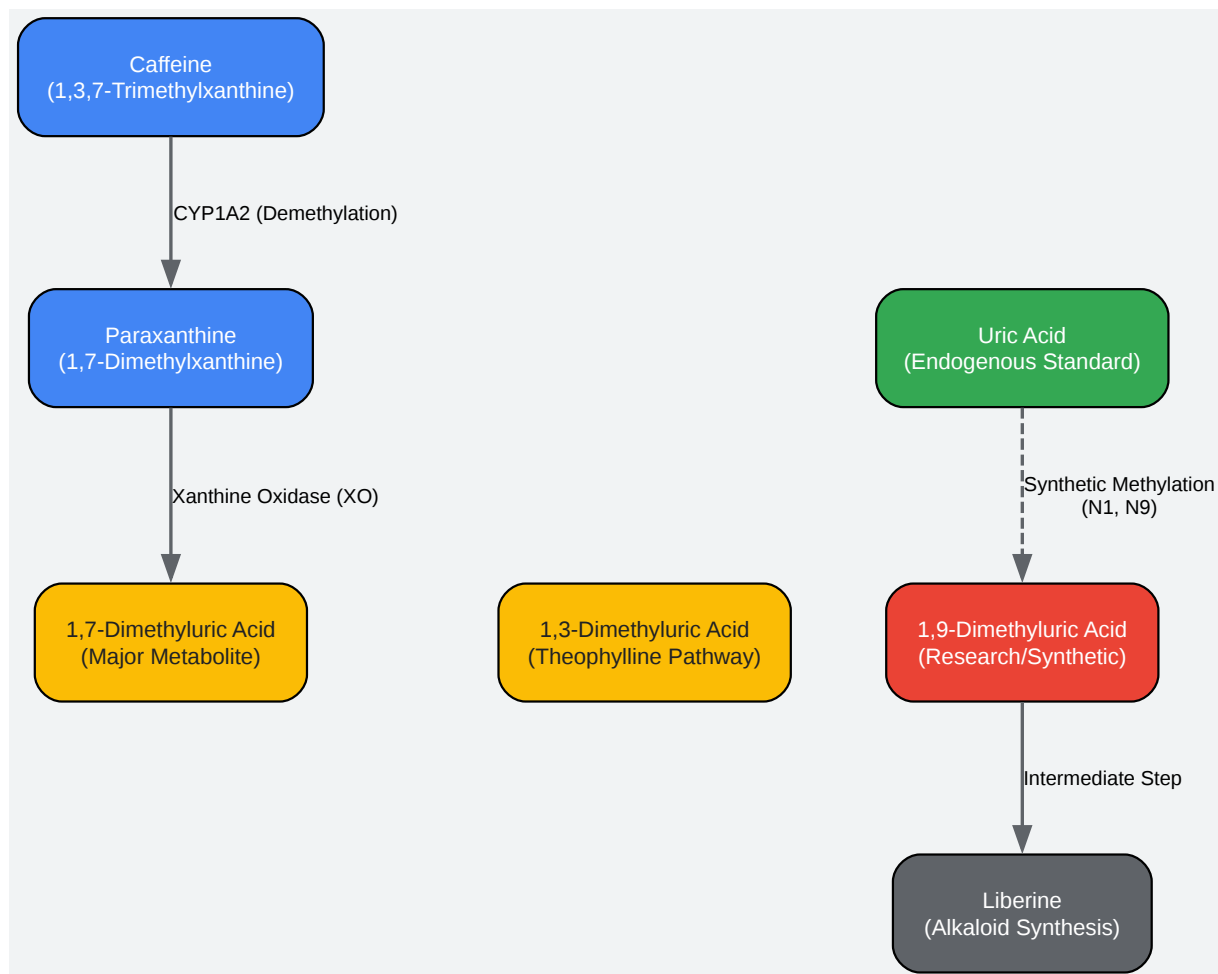 Caffeine
(1,3,7-Trimethylxanthine)
CYP1A2 (Demethylation)
Paraxanthine
(1,7-Dimethylxanthine)
Uric Acid
(Endogenous Standard)
Xanthine Oxidase (XO)
Synthetic Methylation
(N1, N9)
1,7-Dimethyluric Acid
(Major Metabolite)
1,3-Dimethyluric Acid
(Theophylline Pathway)
1,9-Dimethyluric Acid
(Research/Synthetic)
Intermediate Step
Liberine
(Alkaloid Synthesis)